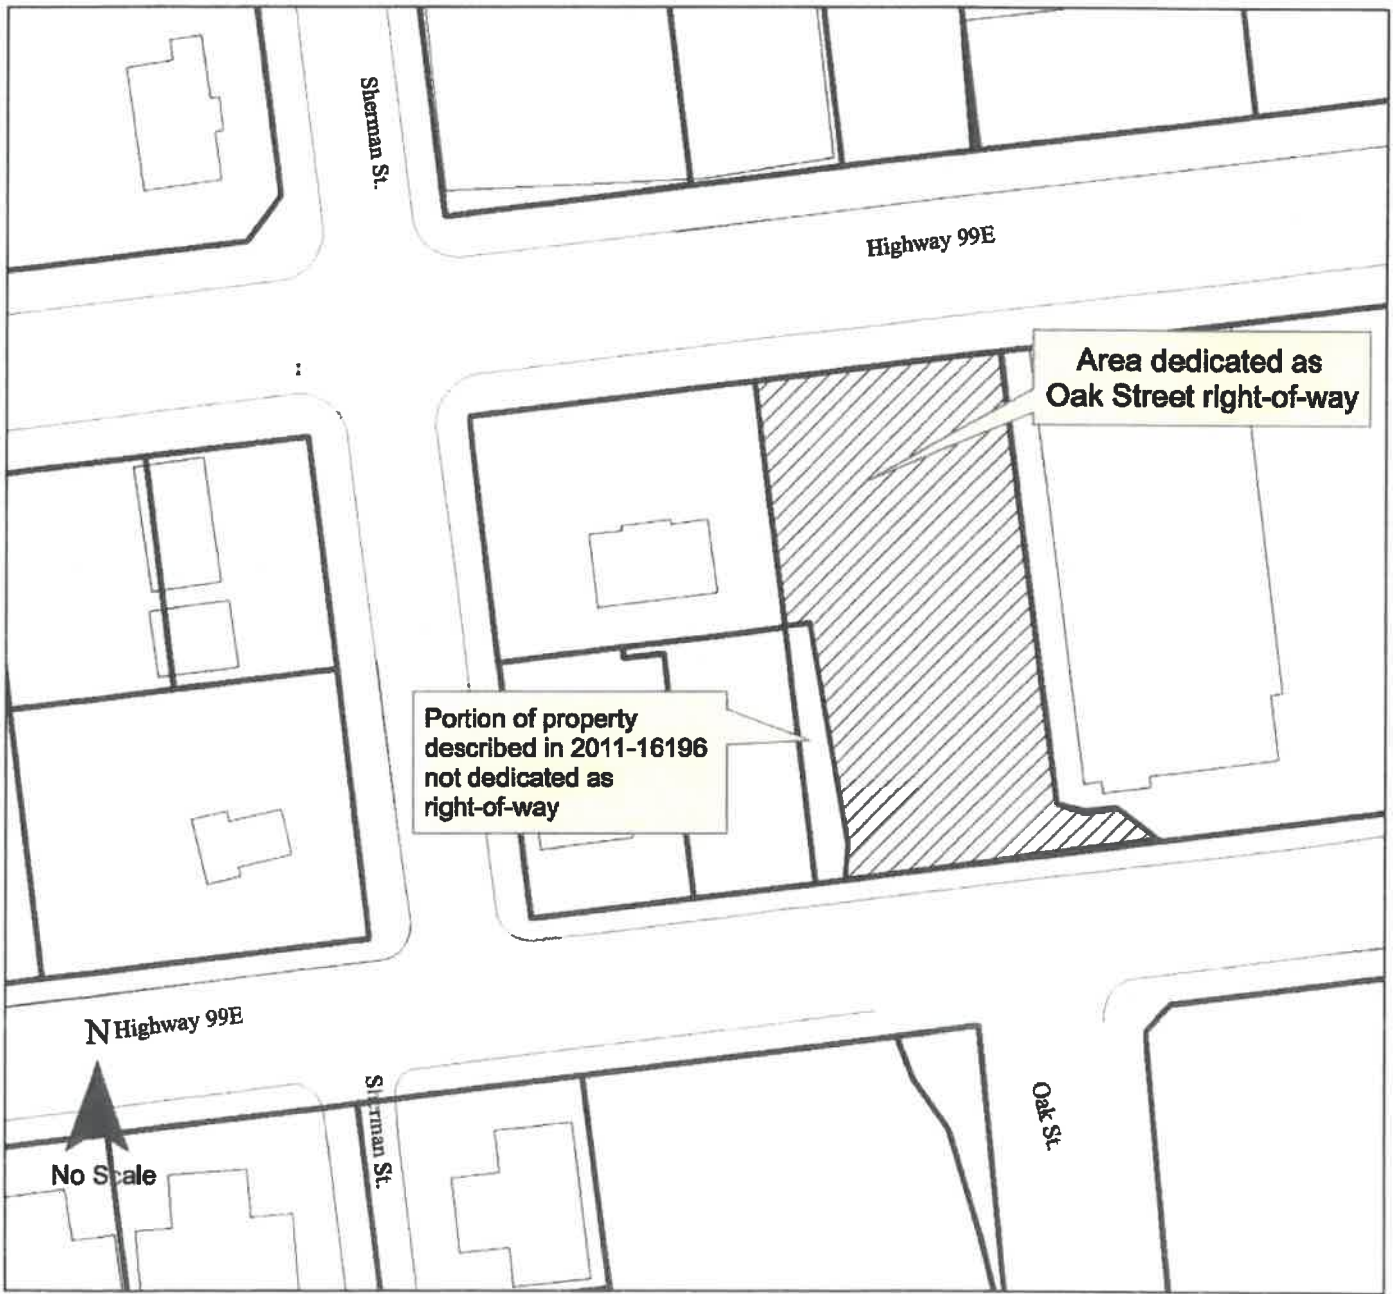 Sherman St.
Highway 99E
Area dedicated as
Oak Street right-of-way
Portion of property
described in 2011-16196
not dedicated as
right-of-way
N
Highway 99E
Sherman St.
Oak St.
No Scale